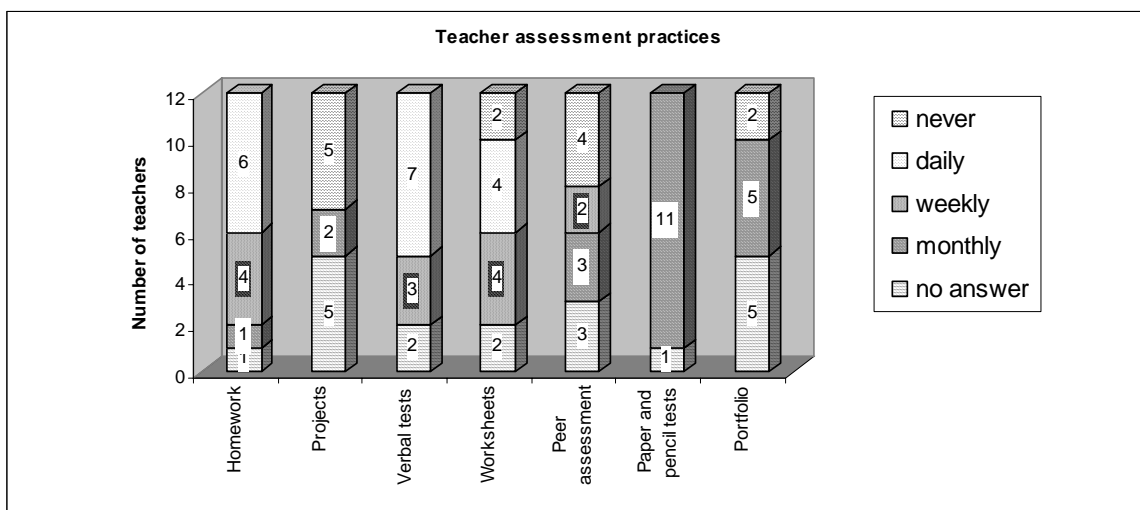 Teacher assessment practices
Number of teachers
12
10
8
6
4
2
0
6
4
1
1
5
2
5
7
3
2
2
4
4
2
4
2
3
3
11
1
2
5
5
Homework
Projects
Verbal tests
Worksheets
Peer
assessment
Paper and
pencil tests
Portfolio
never
daily
weekly
monthly
no answer